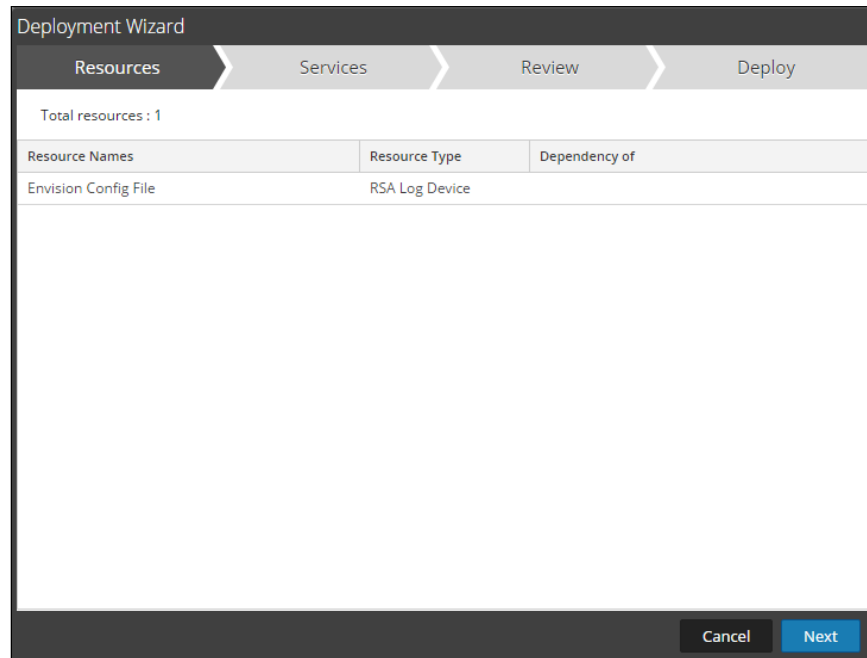 Deployment Wizard
Resources Services Review Deploy
Total resources : 1
Resource Names Resource Type Dependency of
Envision Config File RSA Log Device
Cancel Next